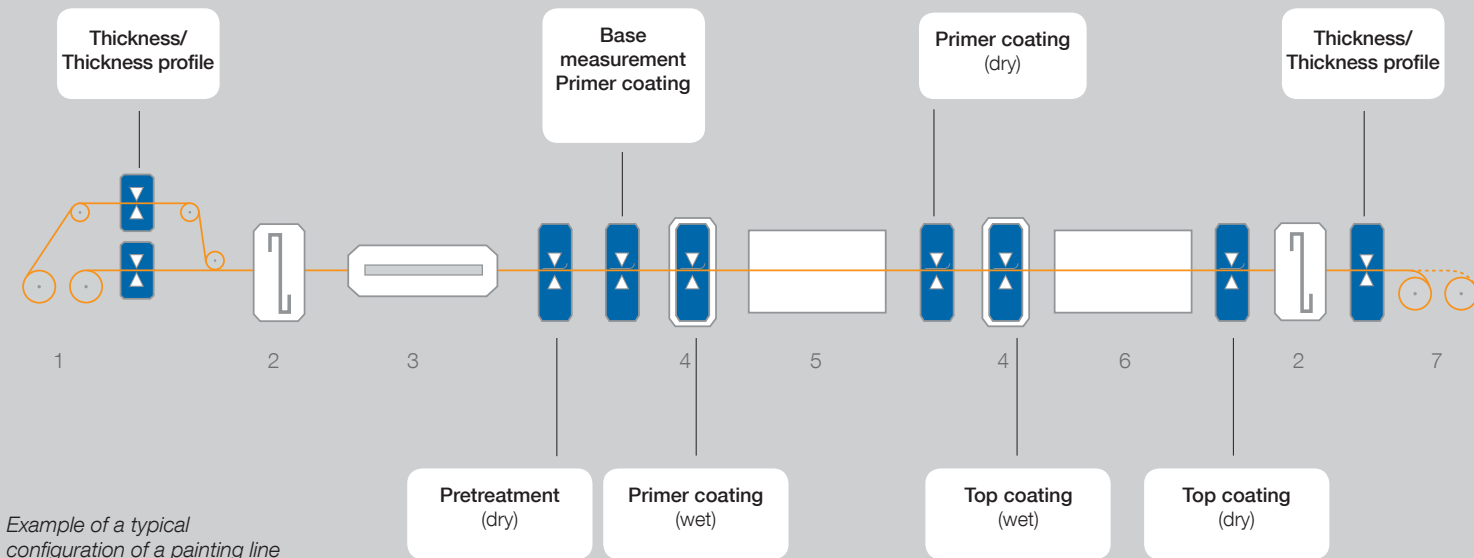 Thickness/
Thickness profile
Base
measurement
Primer coating
Primer coating
(dry)
Thickness/
Thickness profile
1
2
3
4
5
4
6
2
7
Pretreatment
(dry)
Primer coating
(wet)
Top coating
(wet)
Top coating
(dry)
Example of a typical
configuration of a painting line